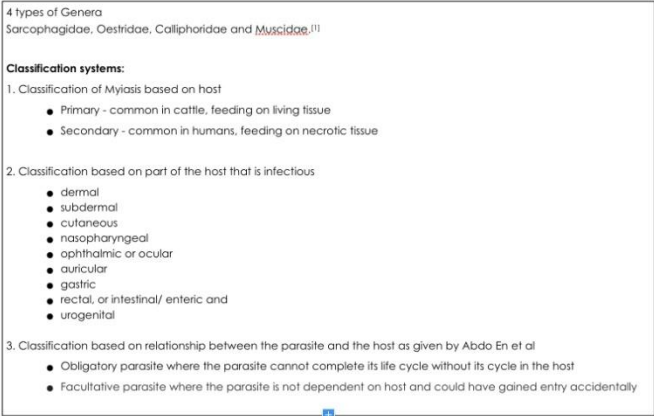 4 types of Genera
Sarcophagidae, Oestridae, Calliphoridae and Muscidae.[1]
Classification systems:
1. Classification of Myiasis based on host
● Primary - common in cattle, feeding on living tissue
● Secondary - common in humans, feeding on necrotic tissue
2. Classification based on part of the host that is infectious
● dermal
● subdermal
● cutaneous
● nasopharyngeal
● ophthalmic or ocular
● auricular
● gastric
● rectal, or intestinal/ enteric and
● urogenital
3. Classification based on relationship between the parasite and the host as given by Abdo En et al
● Obligatory parasite where the parasite cannot complete its life cycle without its cycle in the host
● Facultative parasite where the parasite is not dependent on host and could have gained entry accidentally